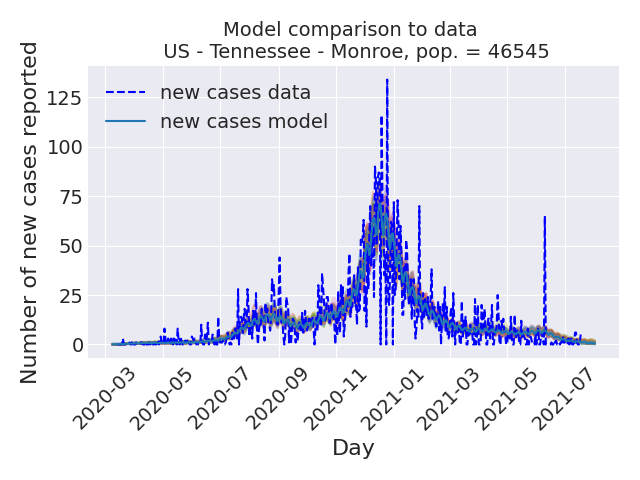 Model comparison to data
US - Tennessee - Monroe, pop. = 46545
Number of new cases reported
125
100
75
50
25
0
new cases data
new cases model
2020-03
2020-05
2020-07
2020-09
2020-11
2021-01
2021-03
2021-05
2021-07
Day